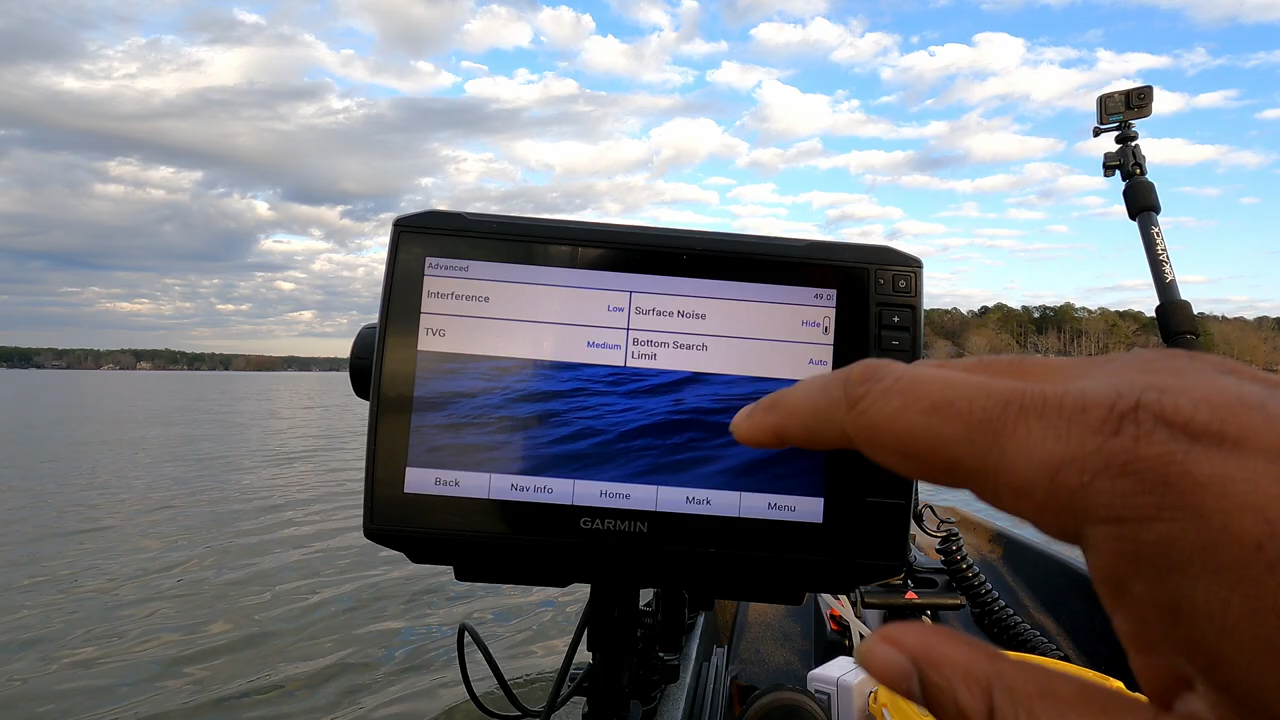 Advanced
49.0
Interference
Low
Surface Noise
Hide
TVG
Medium
Bottom Search
Limit
Auto
Back
Nav Info
Home
Mark
Menu
GARMIN
YakAttack